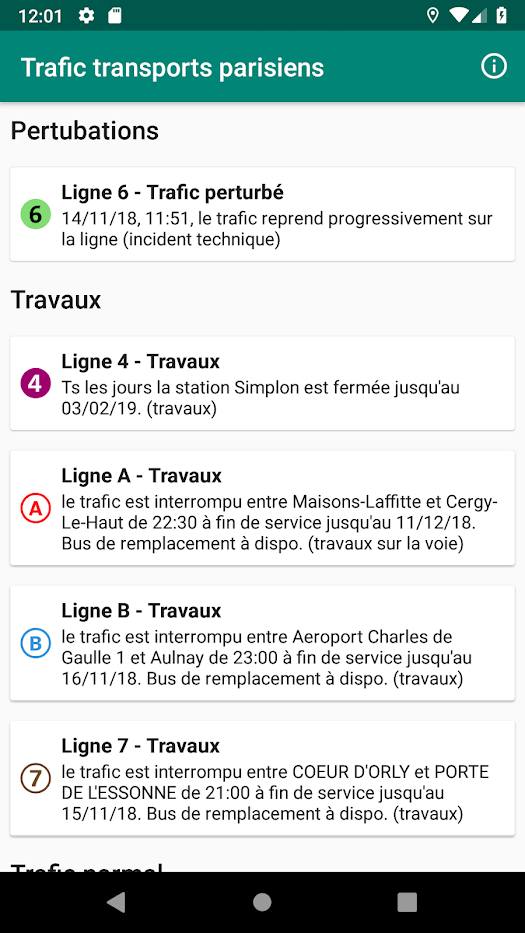 12:01
Trafic transports parisiens
Pertubations
Ligne 6 - Trafic perturbé
6
14/11/18, 11:51, le trafic reprend progressivement sur
la ligne (incident technique)
Travaux
Ligne 4 - Travaux
4
Ts les jours la station Simplon est fermée jusqu'au
03/02/19. (travaux)
Ligne A - Travaux
A
le trafic est interrompu entre Maisons-Laffitte et Cergy-
Le-Haut de 22:30 à fin de service jusqu'au 11/12/18.
Bus de remplacement à dispo. (travaux sur la voie)
Ligne B - Travaux
B
le trafic est interrompu entre Aeroport Charles de
Gaulle 1 et Aulnay de 23:00 à fin de service jusqu'au
16/11/18. Bus de remplacement à dispo. (travaux)
Ligne 7 - Travaux
7
le trafic est interrompu entre COEUR D'ORLY et PORTE
DE L'ESSONNE de 21:00 à fin de service jusqu'au
15/11/18. Bus de remplacement à dispo. (travaux)
Trafic normal